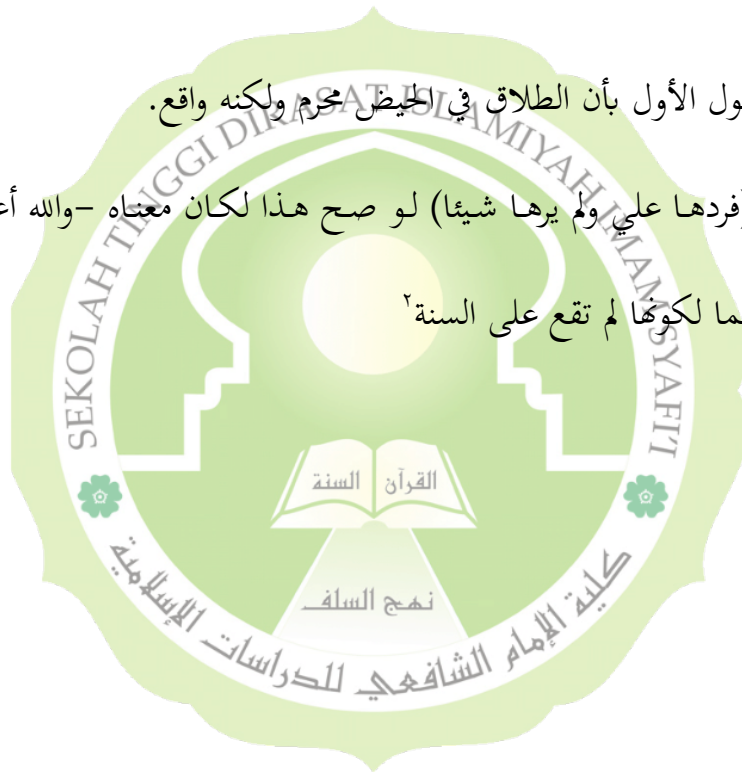 ول الأول بأن الطلاق في الحيض محرم ولكنه واقع.
فردها علي ولم يرها شيئا) لو صح هذا لكان معناه –والله أع
ما لكونها لم تقع على السنة٢
SEKOLAH TINGGI DIRASAT ISLAMIYAH IMAM SYAFI'I
القرآن السنة
نهج السلف
كلية الإمام الشافعي للدراسات الإسلامية